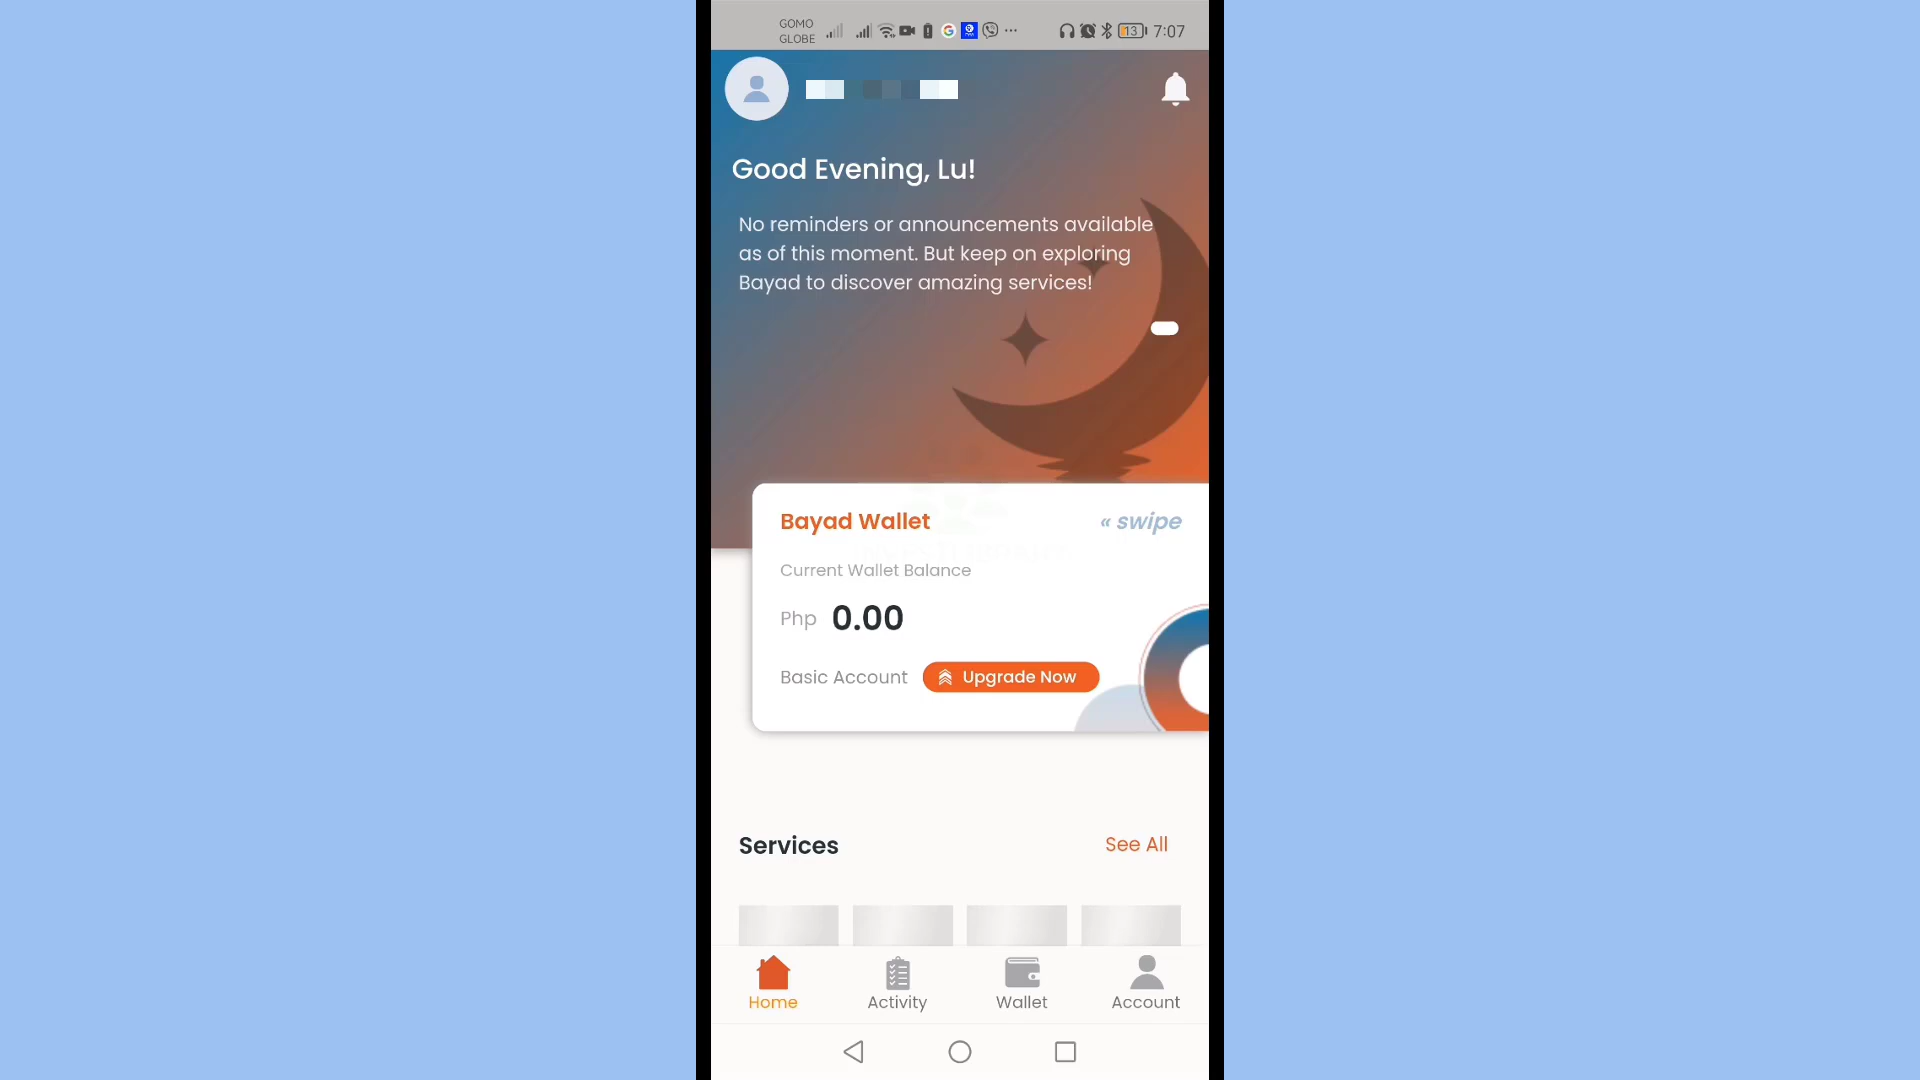 GOMO
GLOBE
13 7:07
Good Evening, Lu!
No reminders or announcements available
as of this moment. But keep on exploring
Bayad to discover amazing services!
Bayad Wallet
« swipe
Current Wallet Balance
Php 0.00
Basic Account
Upgrade Now
Services
See All
Home
Activity
Wallet
Account